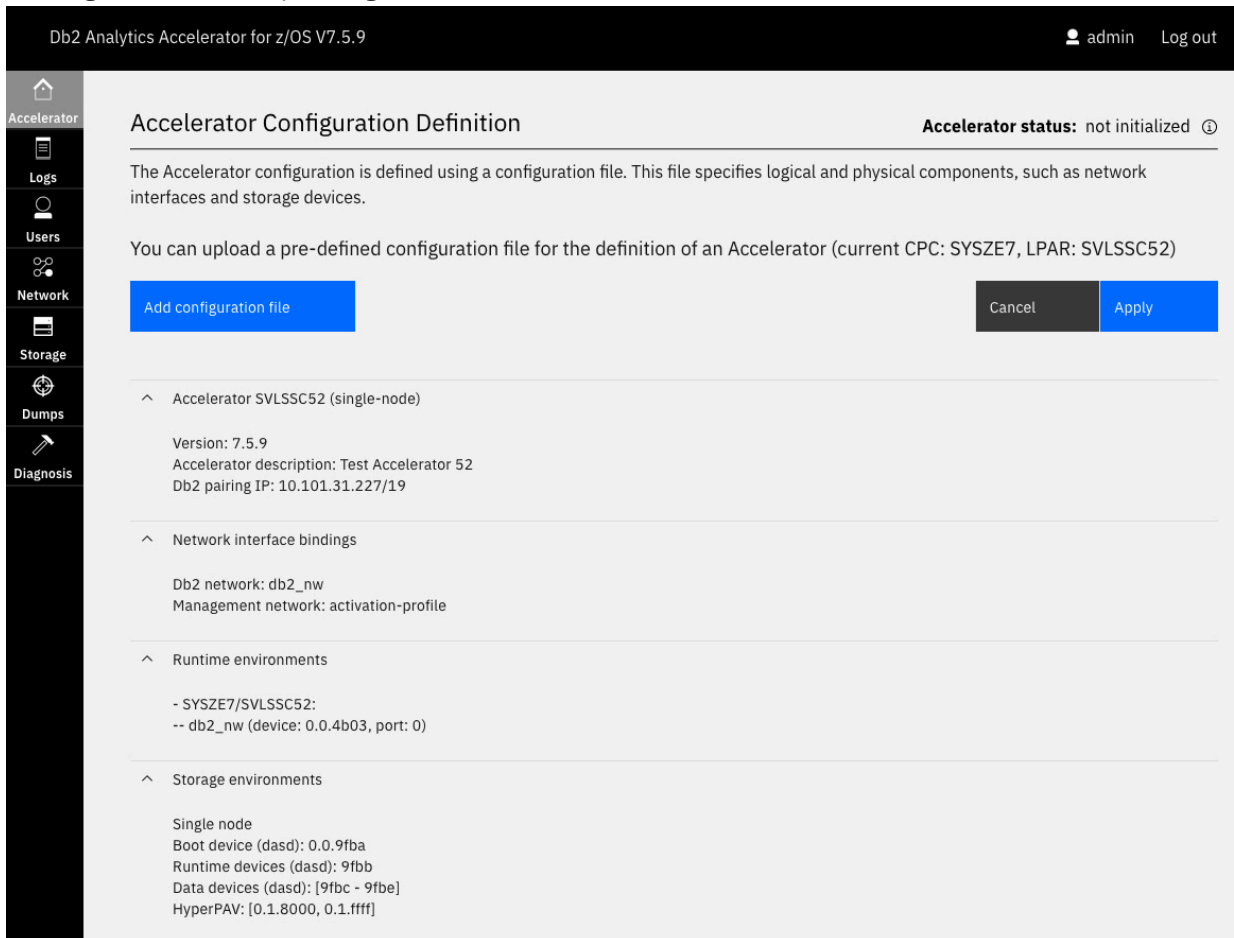 Db2 Analytics Accelerator for z/OS V7.5.9
admin Log out
Accelerator
Logs
Users
Network
Storage
Dumps
Diagnosis
Accelerator Configuration Definition
Accelerator status: not initialized
The Accelerator configuration is defined using a configuration file. This file specifies logical and physical components, such as network
interfaces and storage devices.
You can upload a pre-defined configuration file for the definition of an Accelerator (current CPC: SYSZE7, LPAR: SVLSSC52)
Add configuration file
Cancel
Apply
Accelerator SVLSSC52 (single-node)
Version: 7.5.9
Accelerator description: Test Accelerator 52
Db2 pairing IP: 10.101.31.227/19
Network interface bindings
Db2 network: db2_nw
Management network: activation-profile
Runtime environments
- SYSZE7/SVLSSC52:
-- db2_nw (device: 0.0.4b03, port: 0)
Storage environments
Single node
Boot device (dasd): 0.0.9fba
Runtime devices (dasd): 9fbb
Data devices (dasd): [9fbc - 9fbe]
HyperPAV: [0.1.8000, 0.1.ffff]